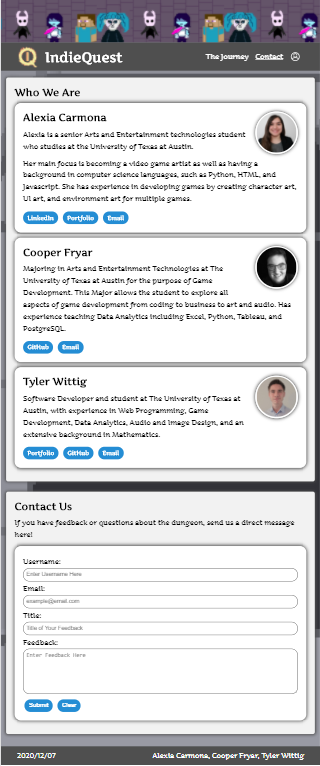 IndieQuest
The Journey Contact
Who We Are
Alexia Carmona
Alexia is a senior Arts and Entertainment technologies student
who studies at the University of Texas at Austin.
Her main focus is becoming a video game artist as well as having a
background in computer science languages, such as Python, HTML, and
Javascript. She has experience in developing games by creating character art,
UI art, and environment art for multiple games.
LinkedIn Portfolio Email
Cooper Fryar
Majoring in Arts and Entertainment Technologies at The
University of Texas at Austin for the purpose of Game
Development. This Major allows the student to explore all
aspects of game development from coding to business to art and audio. Has
experience teaching Data Analytics including Excel, Python, Tableau, and
PostgreSQL.
GitHub Email
Tyler Wittig
Software Developer and student at The University of Texas at
Austin, with experience in Web Programming, Game
Development, Data Analytics, Audio and Image Design, and an
extensive background in Mathematics.
Portfolio GitHub Email
Contact Us
If you have feedback or questions about the dungeon, send us a direct message
here!
Username:
Enter Username Here
Email:
example@email.com
Title:
Title of Your Feedback
Feedback:
Enter Feedback Here
Submit Clear
2020/12/07 Alexia Carmona, Cooper Fryar, Tyler Wittig